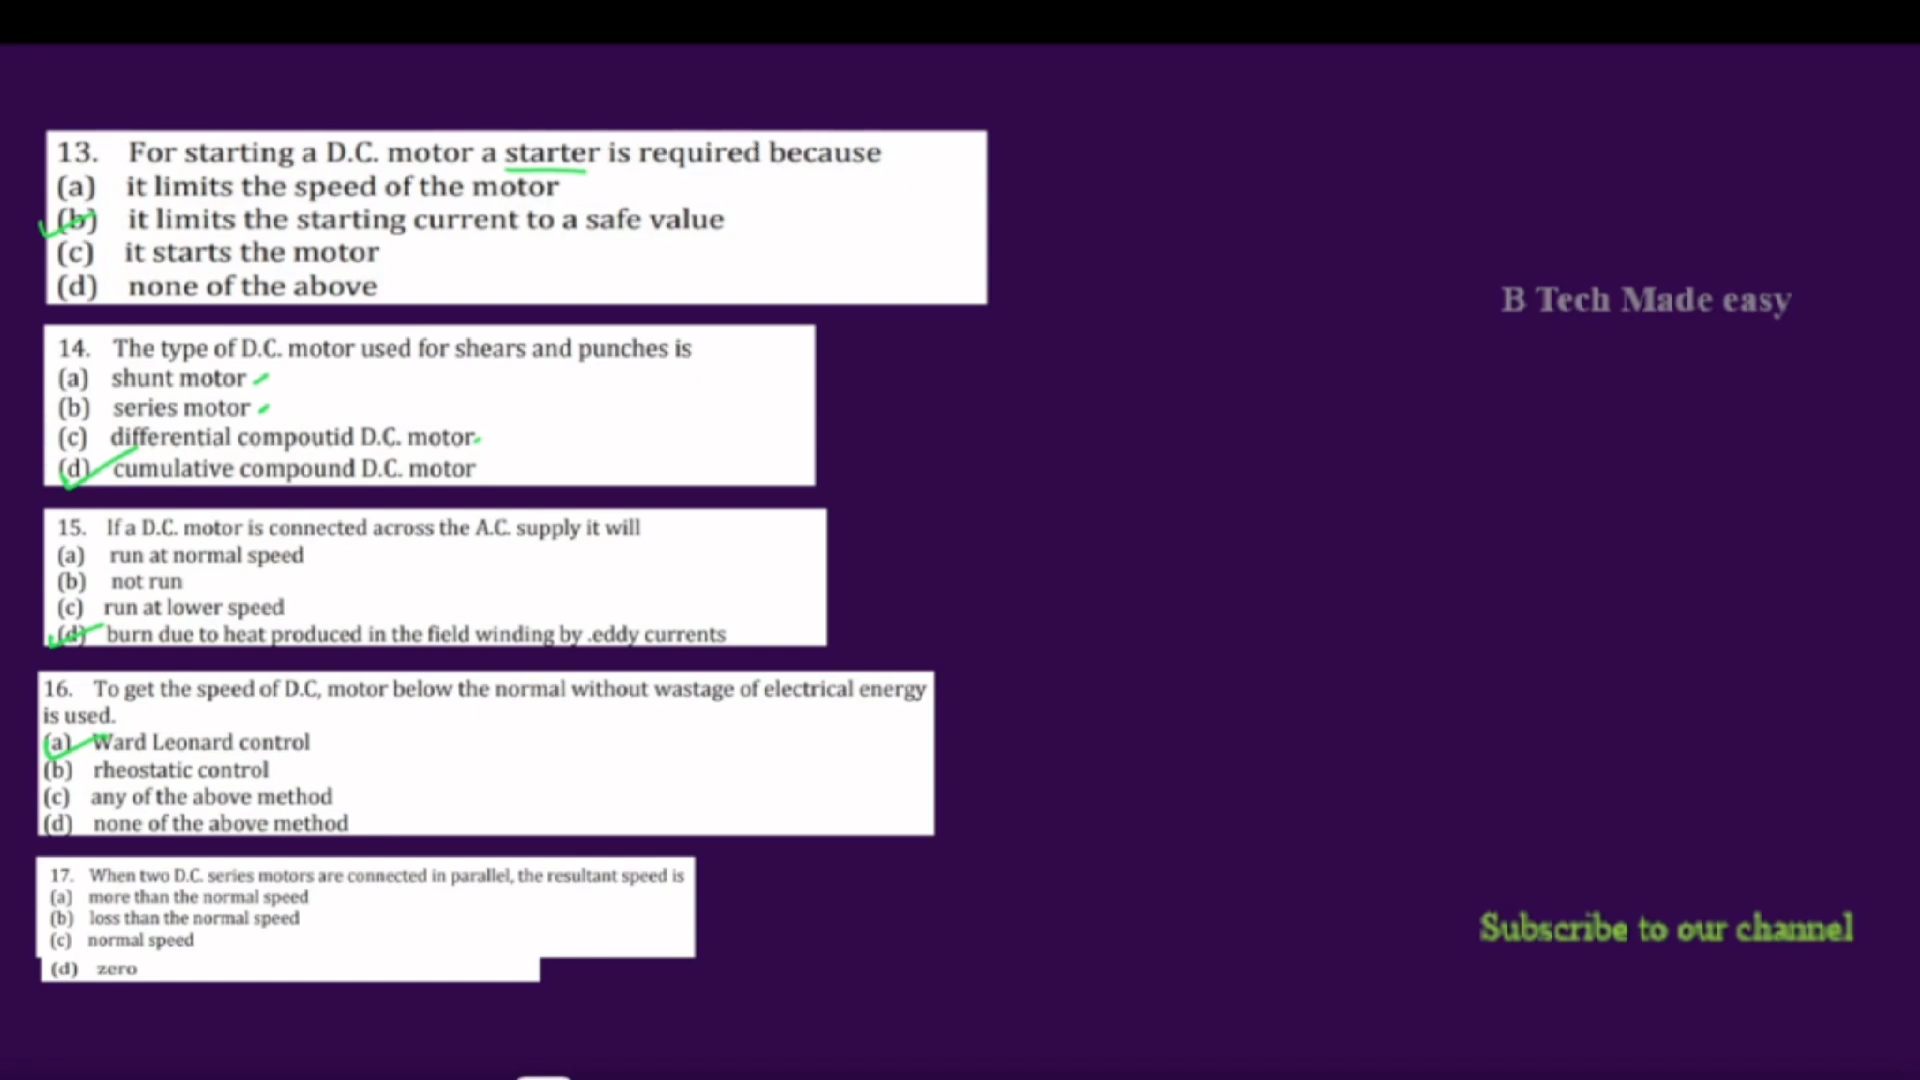 13. For starting a D.C. motor a starter is required because
(a) it limits the speed of the motor
(b) it limits the starting current to a safe value
(c) it starts the motor
(d) none of the above
B Tech Made easy
14. The type of D.C. motor used for shears and punches is
(a) shunt motor
(b) series motor
(c) differential compoutid D.C. motor
(d) cumulative compound D.C. motor
15. If a D.C. motor is connected across the A.C. supply it will
(a) run at normal speed
(b) not run
(c) run at lower speed
(d) burn due to heat produced in the field winding by .eddy currents
16. To get the speed of D.C, motor below the normal without wastage of electrical energy
is used.
(a) Ward Leonard control
(b) rheostatic control
(c) any of the above method
(d) none of the above method
17. When two D.C. series motors are connected in parallel, the resultant speed is
(a) more than the normal speed
(b) loss than the normal speed
(c) normal speed
(d) zero
Subscribe to our channel